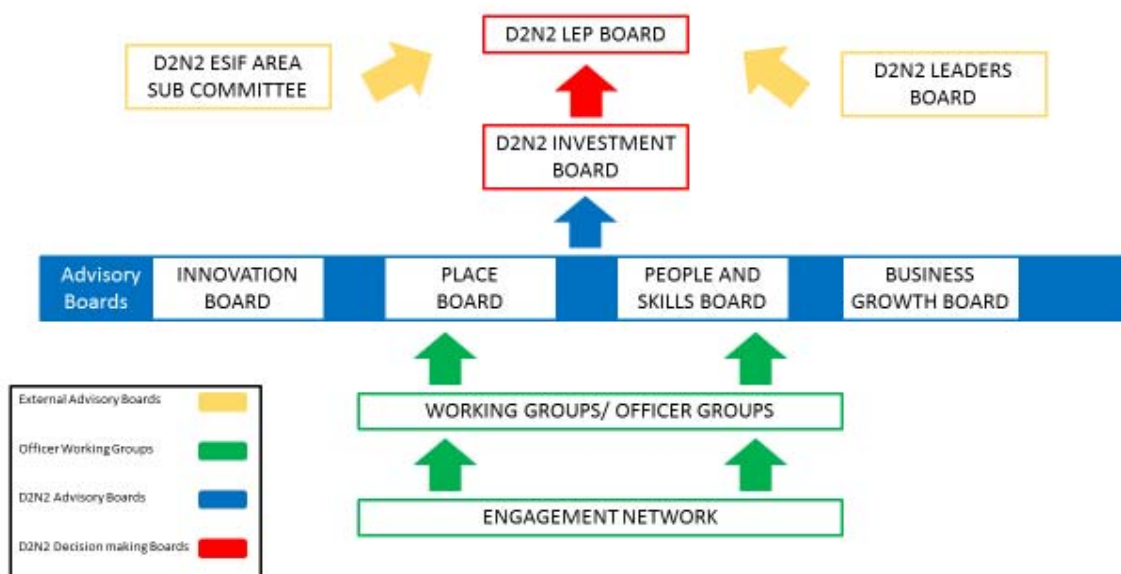 D2N2 LEP BOARD
D2N2 ESIF AREA
SUB COMMITTEE
D2N2 LEADERS
BOARD
D2N2 INVESTMENT
BOARD
Advisory
Boards
INNOVATION
BOARD
PLACE
BOARD
PEOPLE AND
SKILLS BOARD
BUSINESS
GROWTH BOARD
WORKING GROUPS/ OFFICER GROUPS
ENGAGEMENT NETWORK
External Advisory Boards
Officer Working Groups
D2N2 Advisory Boards
D2N2 Decision making Boards